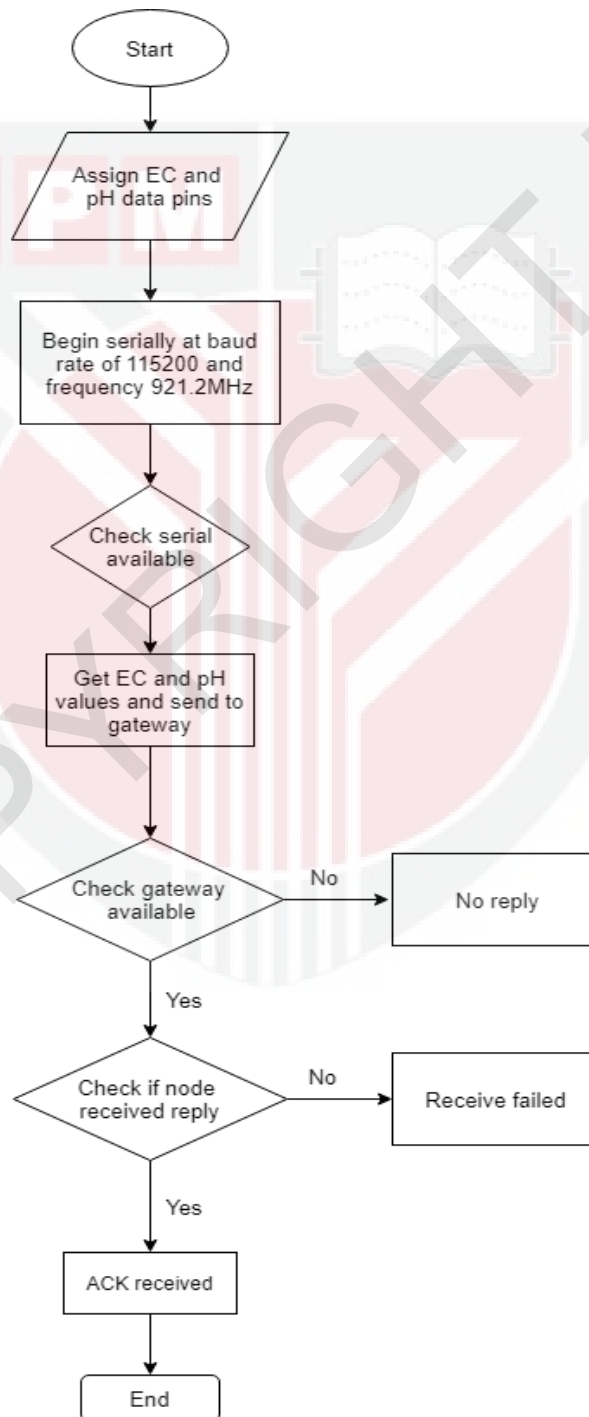 Start
Assign EC and
pH data pins
Begin serially at baud
rate of 115200 and
frequency 921.2MHz
Check serial
available
Get EC and pH
values and send to
gateway
Check gateway
available
No
No reply
Yes
Check if node
received reply
No
Receive failed
Yes
ACK received
End
PM
PYRIGHT